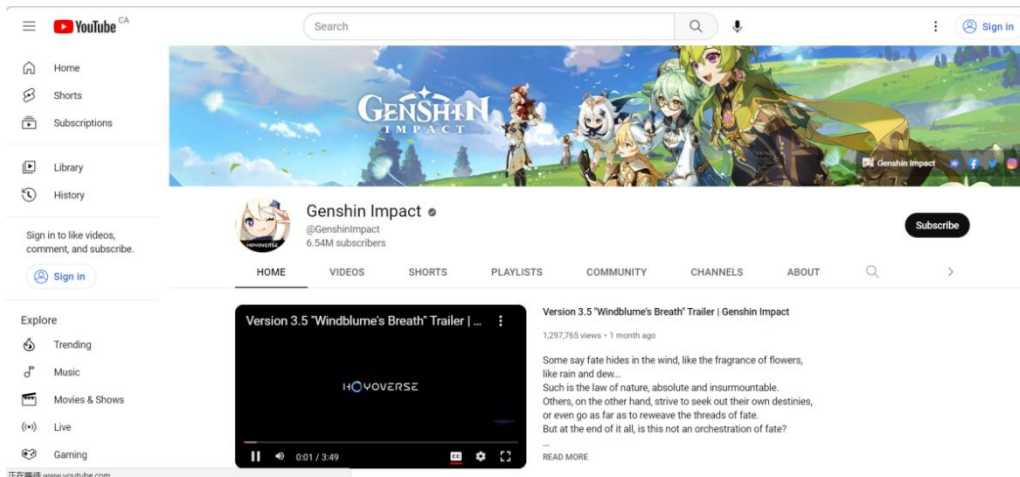 YouTube CA
Search
Sign in
Home
Shorts
Subscriptions
Library
History
Sign in to like videos,
comment, and subscribe.
Sign in
Explore
Trending
Music
Movies & Shows
Live
Gaming
正在等待 www.youtube.com
GENSHIN
IMPACT
Genshin Impact
HOYOVERSE
Genshin Impact
@GenshinImpact
6.54M subscribers
Subscribe
HOME VIDEOS SHORTS PLAYLISTS COMMUNITY CHANNELS ABOUT
Version 3.5 "Windblume's Breath" Trailer | ...
HOYOVERSE
0:01 / 3:49
Version 3.5 "Windblume's Breath" Trailer | Genshin Impact
1,297,765 views • 1 month ago
Some say fate hides in the wind, like the fragrance of flowers,
like rain and dew...
Such is the law of nature, absolute and insurmountable.
Others, on the other hand, strive to seek out their own destinies,
or even go as far as to reweave the threads of fate.
But at the end of it all, is this not an orchestration of fate?
...
READ MORE